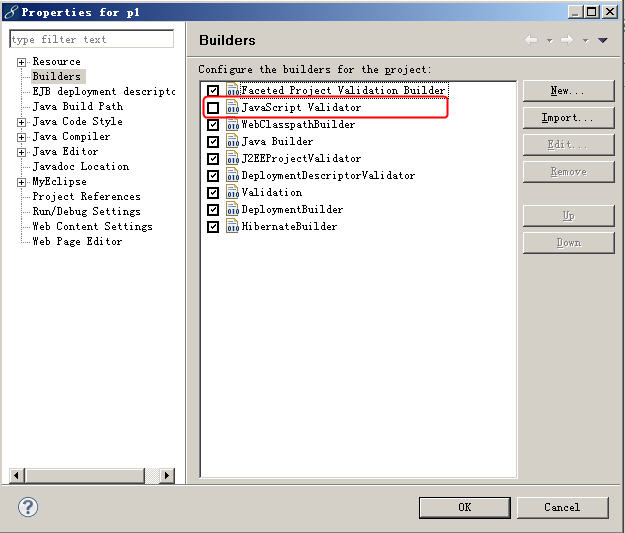 Properties for p1
type filter text
Resource
Builders
EJB deployment descriptc
Java Build Path
Java Code Style
Java Compiler
Java Editor
Javadoc Location
MyEclipse
Project References
Run/Debug Settings
Web Content Settings
Web Page Editor
Builders
Configure the builders for the project:
Faceted Project Validation Builder
JavaScript Validator
WebClasspathBuilder
Java Builder
J2EEProjectValidator
DeploymentDescriptorValidator
Validation
DeploymentBuilder
HibernateBuilder
New...
Import...
Edit...
Remove
Up
Down
OK
Cancel